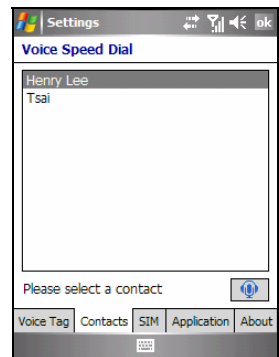 Settings ok
Voice Speed Dial
Henry Lee
Tsai
Please select a contact
Voice Tag Contacts SIM Application About